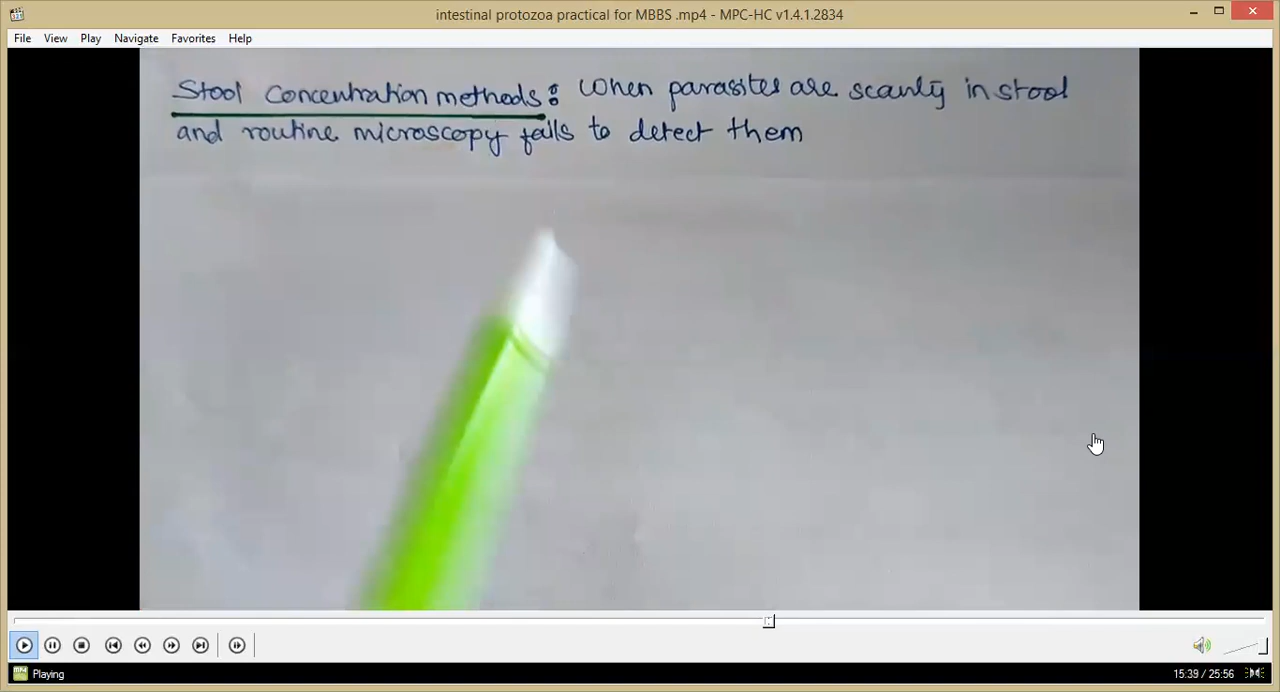 intestinal protozoa practical for MBBS .mp4 - MPC-HC v1.4.1.2834
File View Play Navigate Favorites Help
Stool Concentration methods: When parasites are scanty in stool
and routine microscopy fails to detect them
Playing
15:39 / 25:56